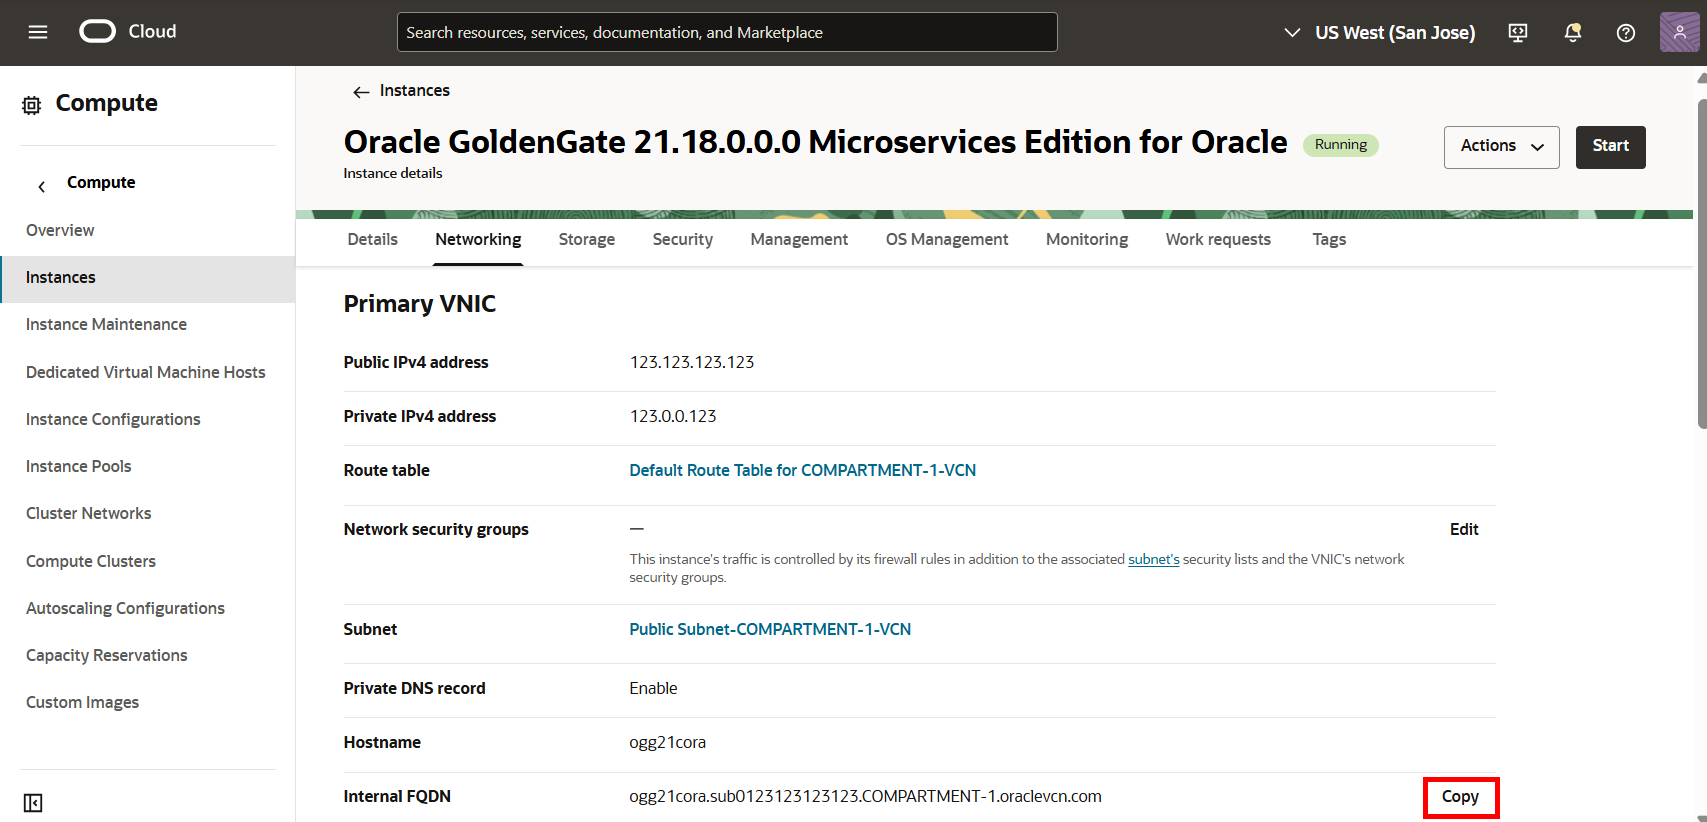 Cloud
Search resources, services, documentation, and Marketplace
US West (San Jose)
Compute
Compute
Overview
Instances
Instance Maintenance
Dedicated Virtual Machine Hosts
Instance Configurations
Instance Pools
Cluster Networks
Compute Clusters
Autoscaling Configurations
Capacity Reservations
Custom Images
Instances
Oracle GoldenGate 21.18.0.0.0 Microservices Edition for Oracle Running
Instance details
Actions Start
Details Networking Storage Security Management OS Management Monitoring Work requests Tags
Primary VNIC
Public IPv4 address 123.123.123.123
Private IPv4 address 123.0.0.123
Route table Default Route Table for COMPARTMENT-1-VCN
Network security groups — Edit
This instance's traffic is controlled by its firewall rules in addition to the associated subnet's security lists and the VNIC's network
security groups.
Subnet Public Subnet-COMPARTMENT-1-VCN
Private DNS record Enable
Hostname ogg21cora
Internal FQDN ogg21cora.sub0123123123123.COMPARTMENT-1.oraclevcn.com Copy